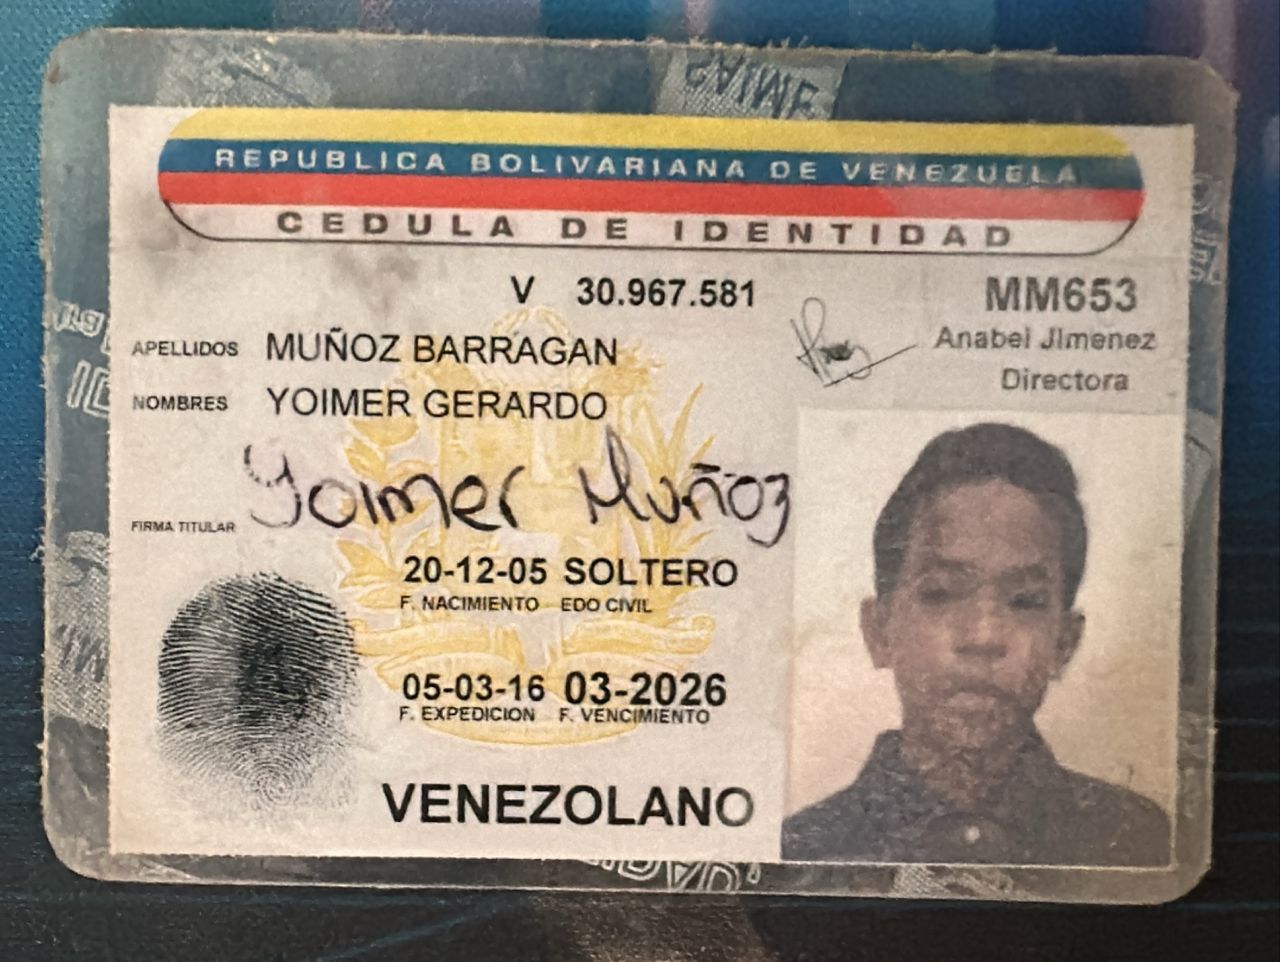 REPUBLICA BOLIVARIANA DE VENEZUELA
CEDULA DE IDENTIDAD
V 30.967.581
MM653
Anabel Jimenez
Directora
APELLIDOS MUÑOZ BARRAGAN
NOMBRES YOIMER GERARDO
Yoimer Muñoz
FIRMA TITULAR
20-12-05 SOLTERO
F. NACIMIENTO EDO CIVIL
05-03-16 03-2026
F. EXPEDICION F. VENCIMIENTO
VENEZOLANO